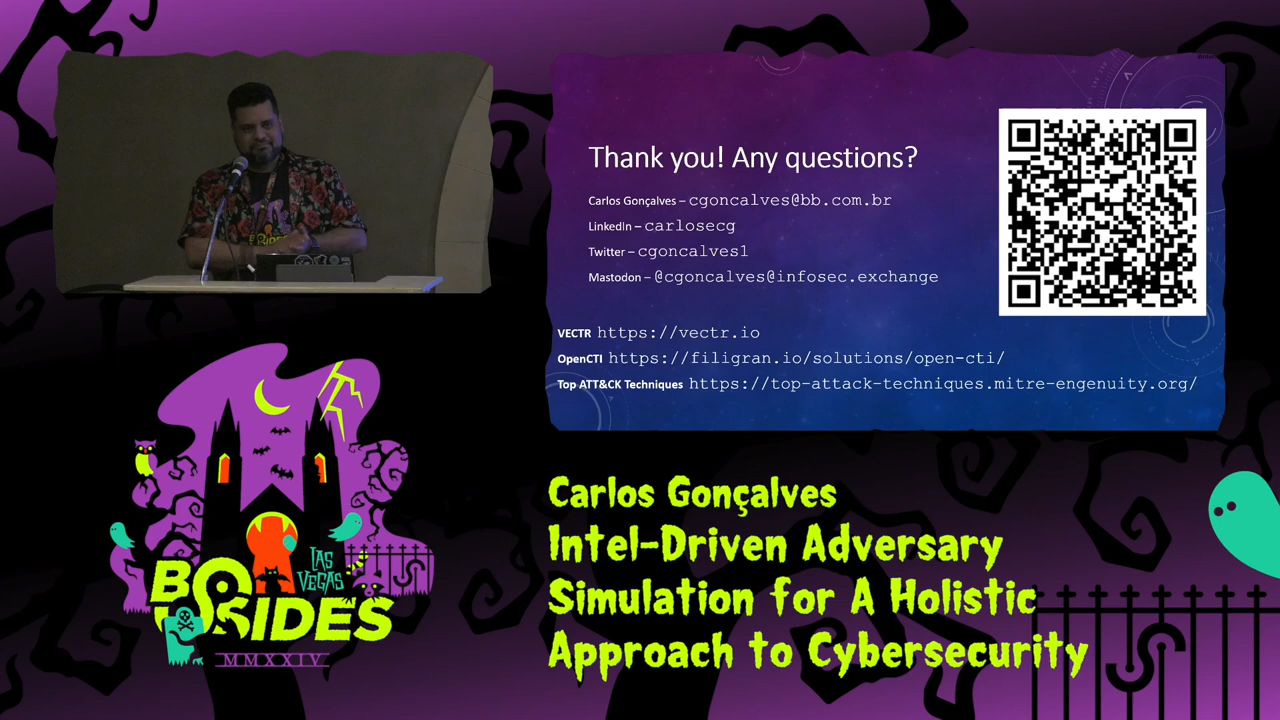 Thank you! Any questions?
Carlos Gonçalves – cgoncalves@bb.com.br
LinkedIn – carlosecg
Twitter – cgoncalves1
Mastodon – @cgoncalves@infosec.exchange
VECTR https://vectr.io
OpenCTI https://filigran.io/solutions/open-cti/
Top ATT&CK Techniques https://top-attack-techniques.mitre-engenuity.org/
LAS
VEGAS
BSIDES
MMXXIV
Carlos Gonçalves
Intel-Driven Adversary
Simulation for A Holistic
Approach to Cybersecurity